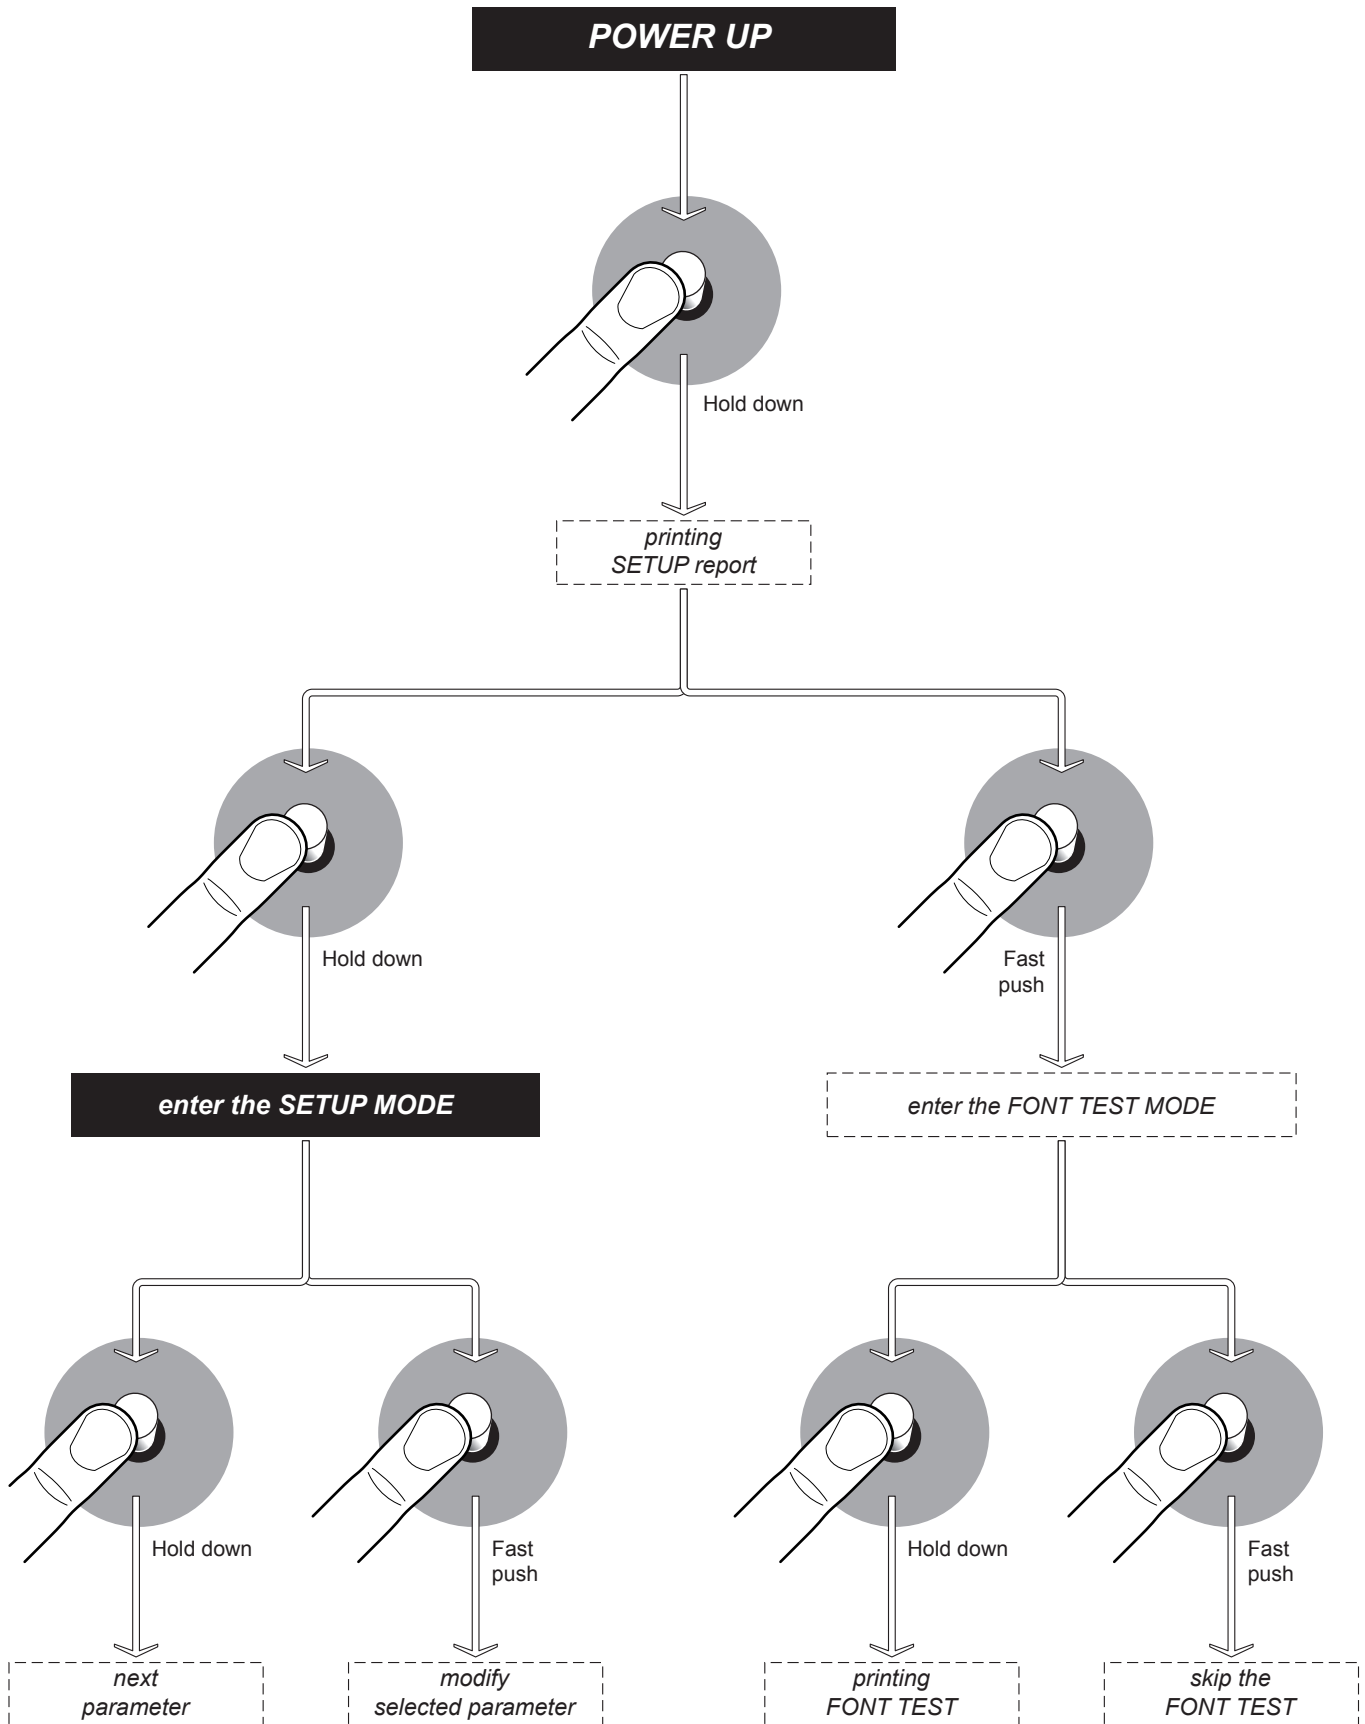 POWER UP
Hold down
printing
SETUP report
Hold down
Fast
push
enter the SETUP MODE
enter the FONT TEST MODE
Hold down
Fast
push
Hold down
Fast
push
next
parameter
modify
selected parameter
printing
FONT TEST
skip the
FONT TEST